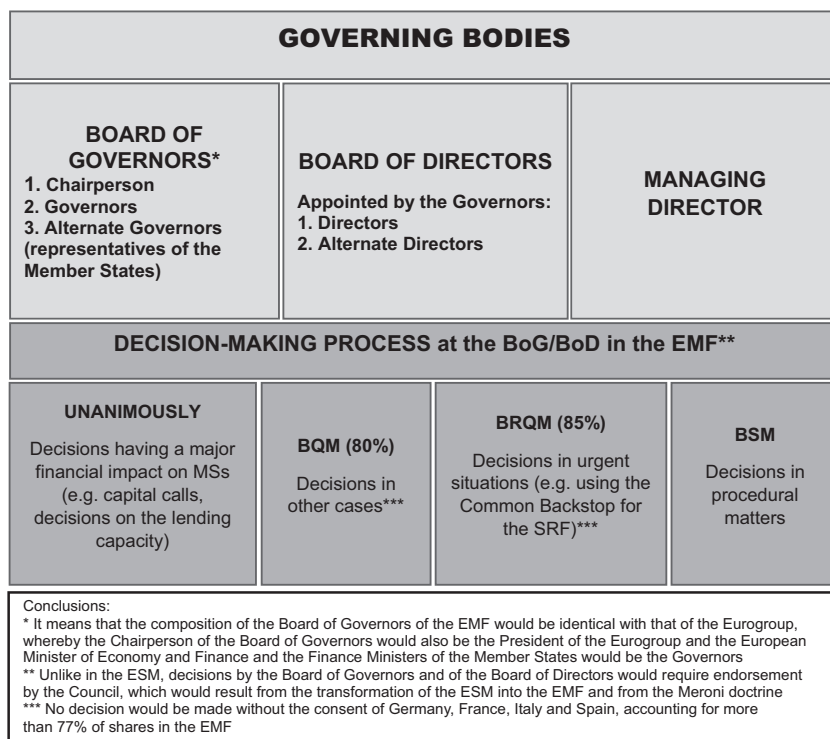 GOVERNING BODIES
BOARD OF
GOVERNORS*
1. Chairperson
2. Governors
3. Alternate Governors
(representatives of the
Member States)
BOARD OF DIRECTORS
Appointed by the Governors:
1. Directors
2. Alternate Directors
MANAGING
DIRECTOR
DECISION-MAKING PROCESS at the BoG/BoD in the EMF**
UNANIMOUSLY
Decisions having a major
financial impact on MSs
(e.g. capital calls,
decisions on the lending
capacity)
BQM (80%)
Decisions in
other cases***
BRQM (85%)
Decisions in urgent
situations (e.g. using the
Common Backstop for
the SRF)***
BSM
Decisions in
procedural
matters
Conclusions:
* It means that the composition of the Board of Governors of the EMF would be identical with that of the Eurogroup,
whereby the Chairperson of the Board of Governors would also be the President of the Eurogroup and the European
Minister of Economy and Finance and the Finance Ministers of the Member States would be the Governors
** Unlike in the ESM, decisions by the Board of Governors and of the Board of Directors would require endorsement
by the Council, which would result from the transformation of the ESM into the EMF and from the Meroni doctrine
*** No decision would be made without the consent of Germany, France, Italy and Spain, accounting for more
than 77% of shares in the EMF